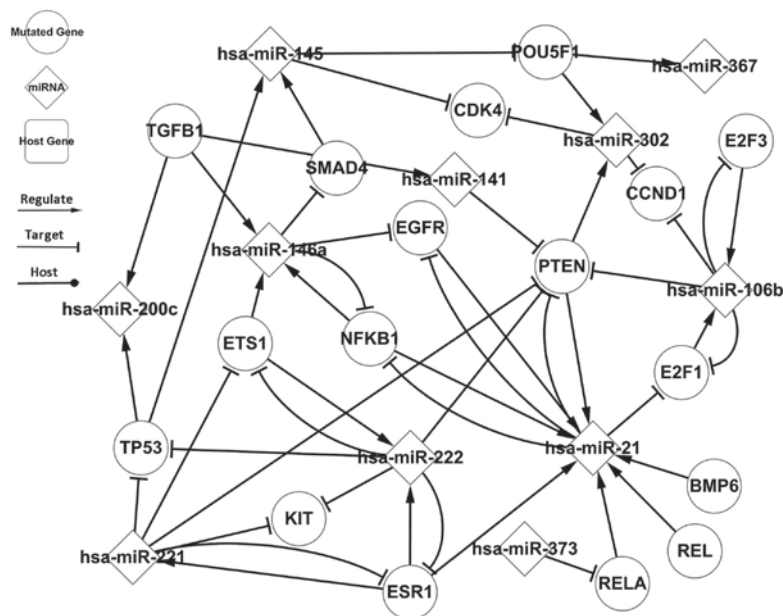 Mutated Gene
miRNA
Host Gene
Regulate
Target
Host
hsa-miR-145
POU5F1
hsa-miR-367
CDK4
TGFB1
hsa-miR-302
E2F3
SMAD4
hsa-miR-141
CCND1
EGFR
hsa-miR-146a
PTEN
hsa-miR-106b
hsa-miR-200c
ETS1
NFKB1
E2F1
TP53
hsa-miR-222
hsa-miR-21
BMP6
KIT
REL
hsa-miR-373
hsa-miR-221
ESR1
RELA